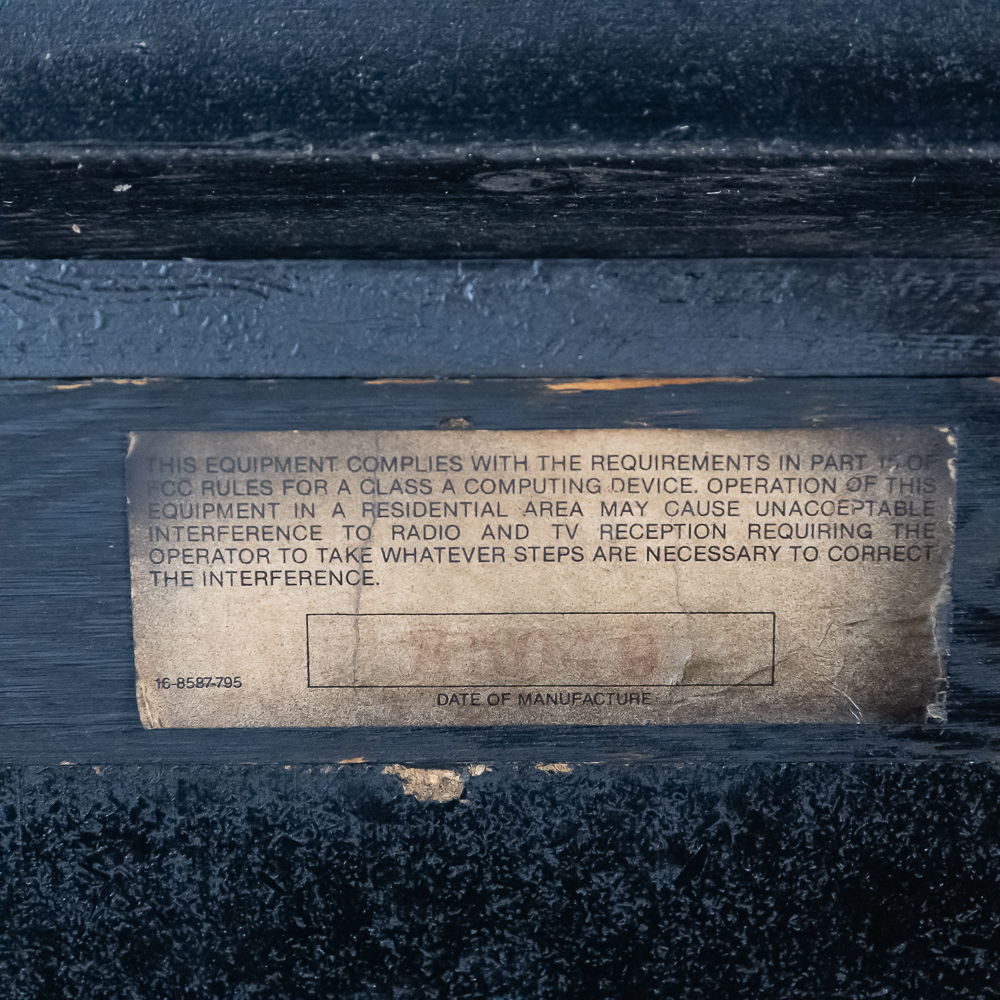 THIS EQUIPMENT COMPLIES WITH THE REQUIREMENTS IN PART 15 OF
FCC RULES FOR A CLASS A COMPUTING DEVICE. OPERATION OF THIS
EQUIPMENT IN A RESIDENTIAL AREA MAY CAUSE UNACCEPTABLE
INTERFERENCE TO RADIO AND TV RECEPTION REQUIRING THE
OPERATOR TO TAKE WHATEVER STEPS ARE NECESSARY TO CORRECT
THE INTERFERENCE.
16-8587-795
DATE OF MANUFACTURE